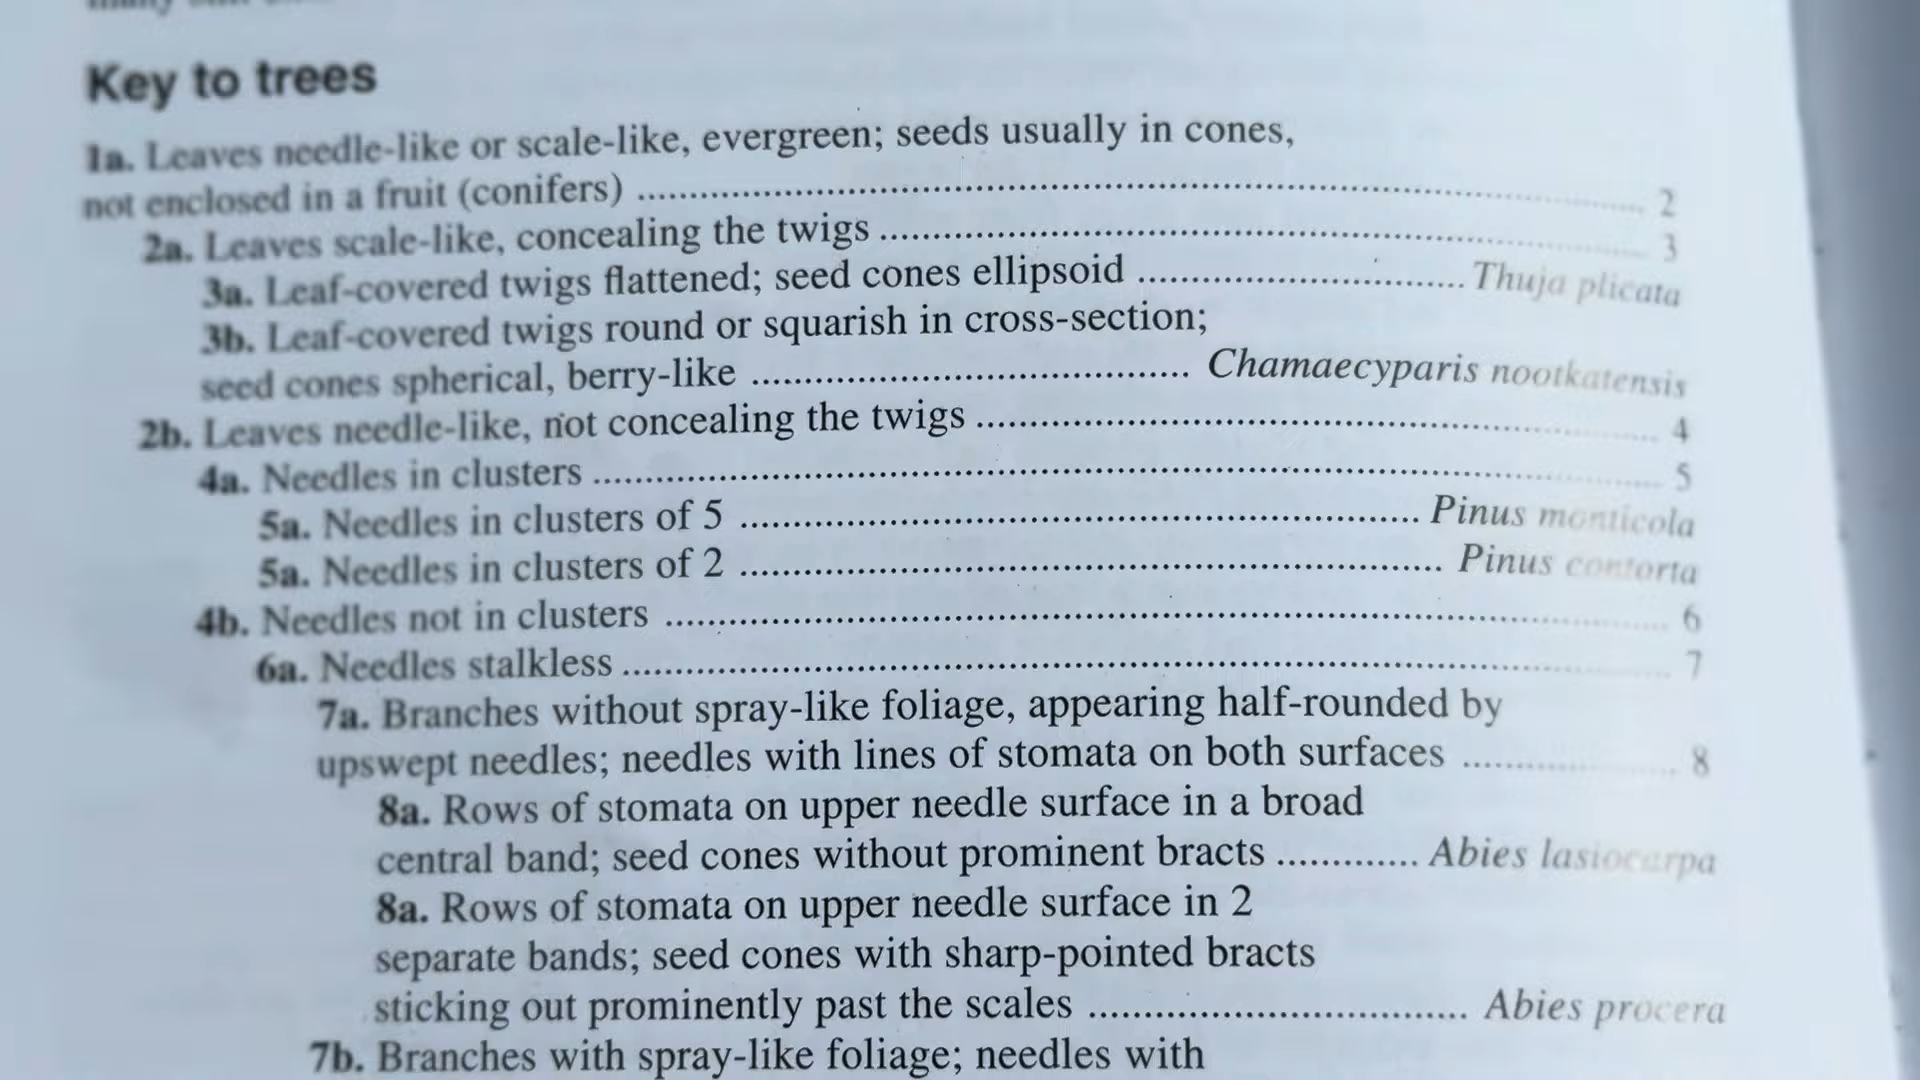 Key to trees
1a. Leaves needle-like or scale-like, evergreen; seeds usually in cones,
not enclosed in a fruit (conifers) ........................ 2
2a. Leaves scale-like, concealing the twigs ........................ 3
3a. Leaf-covered twigs flattened; seed cones ellipsoid ........................ Thuja plicata
3b. Leaf-covered twigs round or squarish in cross-section;
seed cones spherical, berry-like ........................ Chamaecyparis nootkatensis
2b. Leaves needle-like, not concealing the twigs ........................ 4
4a. Needles in clusters ........................ 5
5a. Needles in clusters of 5 ........................ Pinus monticola
5a. Needles in clusters of 2 ........................ Pinus contorta
4b. Needles not in clusters ........................ 6
6a. Needles stalkless ........................ 7
7a. Branches without spray-like foliage, appearing half-rounded by
upswept needles; needles with lines of stomata on both surfaces ........................ 8
8a. Rows of stomata on upper needle surface in a broad
central band; seed cones without prominent bracts ............. Abies lasiocarpa
8a. Rows of stomata on upper needle surface in 2
separate bands; seed cones with sharp-pointed bracts
sticking out prominently past the scales ........................ Abies procera
7b. Branches with spray-like foliage; needles with